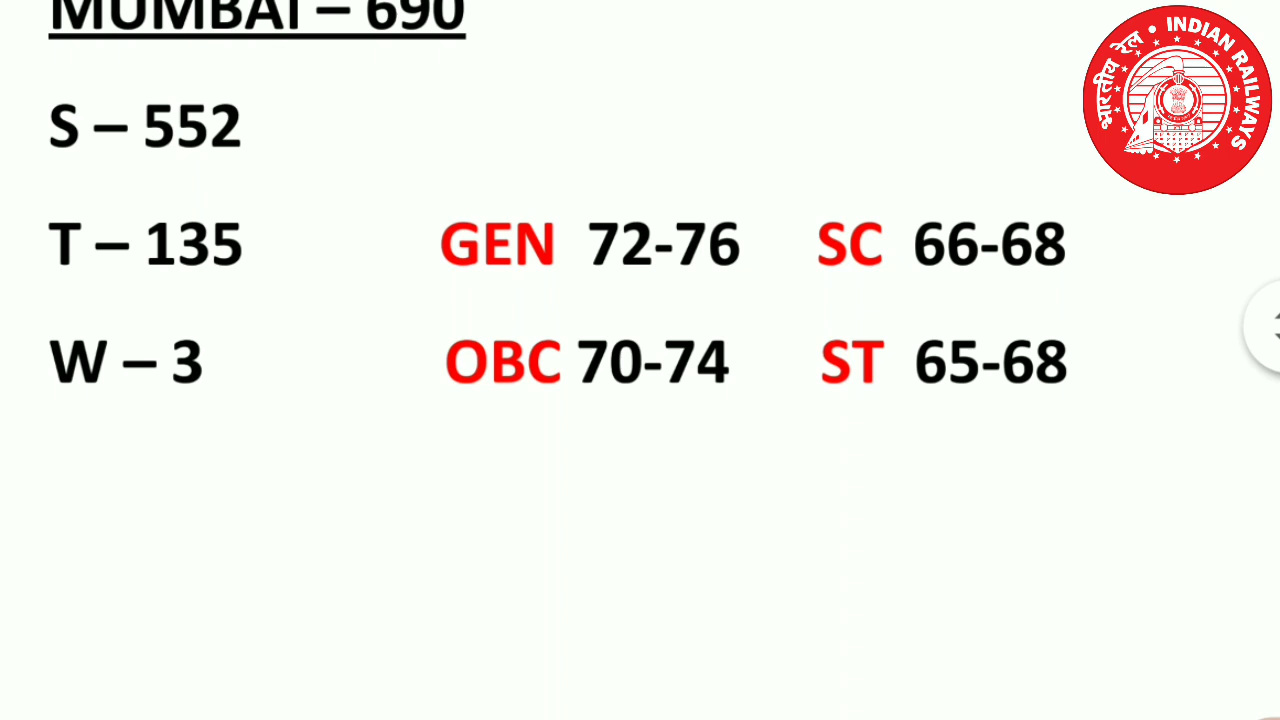 MUMBAI – 690
भारतीय रेल • INDIAN RAILWAYS
S – 552
T – 135 GEN 72-76 SC 66-68
W – 3 OBC 70-74 ST 65-68